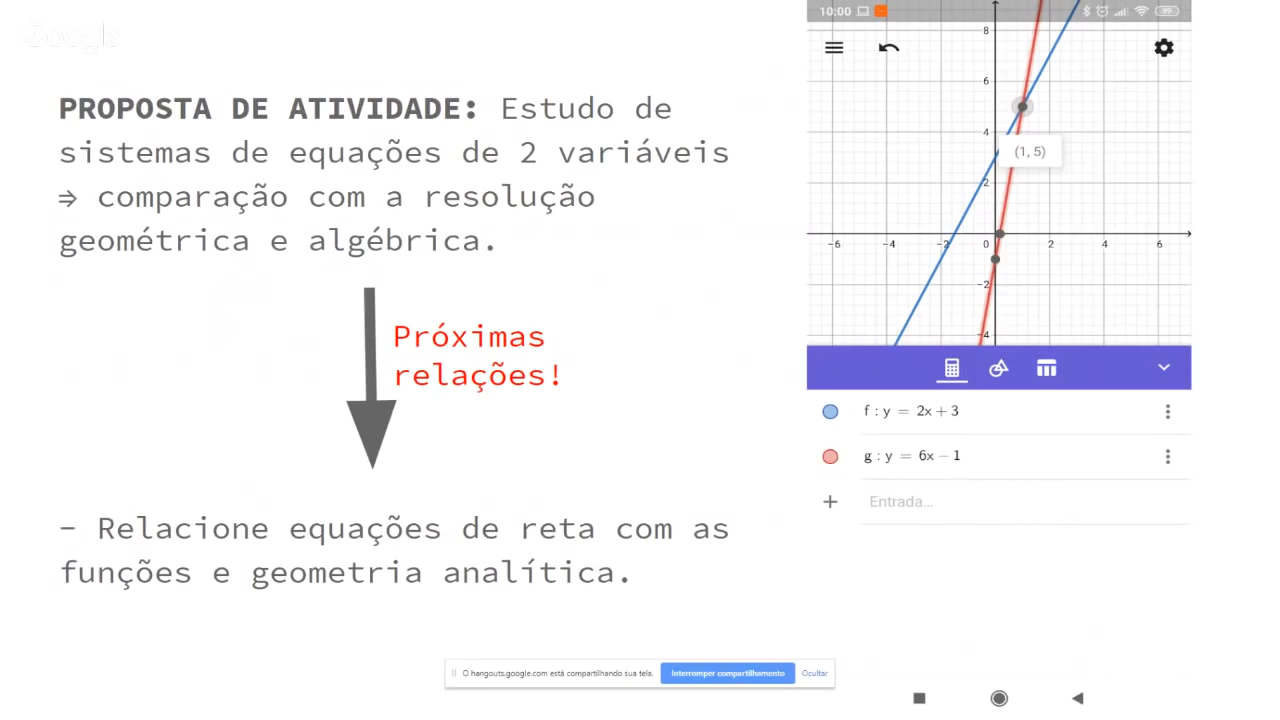 Google
PROPOSTA DE ATIVIDADE: Estudo de
sistemas de equações de 2 variáveis
⇒ comparação com a resolução
geométrica e algébrica.
Próximas
relações!
- Relacione equações de reta com as
funções e geometria analítica.
10:00
99
8
6
4
2
(1, 5)
-6
-4
-2
0
2
4
6
-2
-4
f : y = 2x + 3
g : y = 6x − 1
+ Entrada...
O hangouts.google.com está compartilhando sua tela.
Interromper compartilhamento
Ocultar